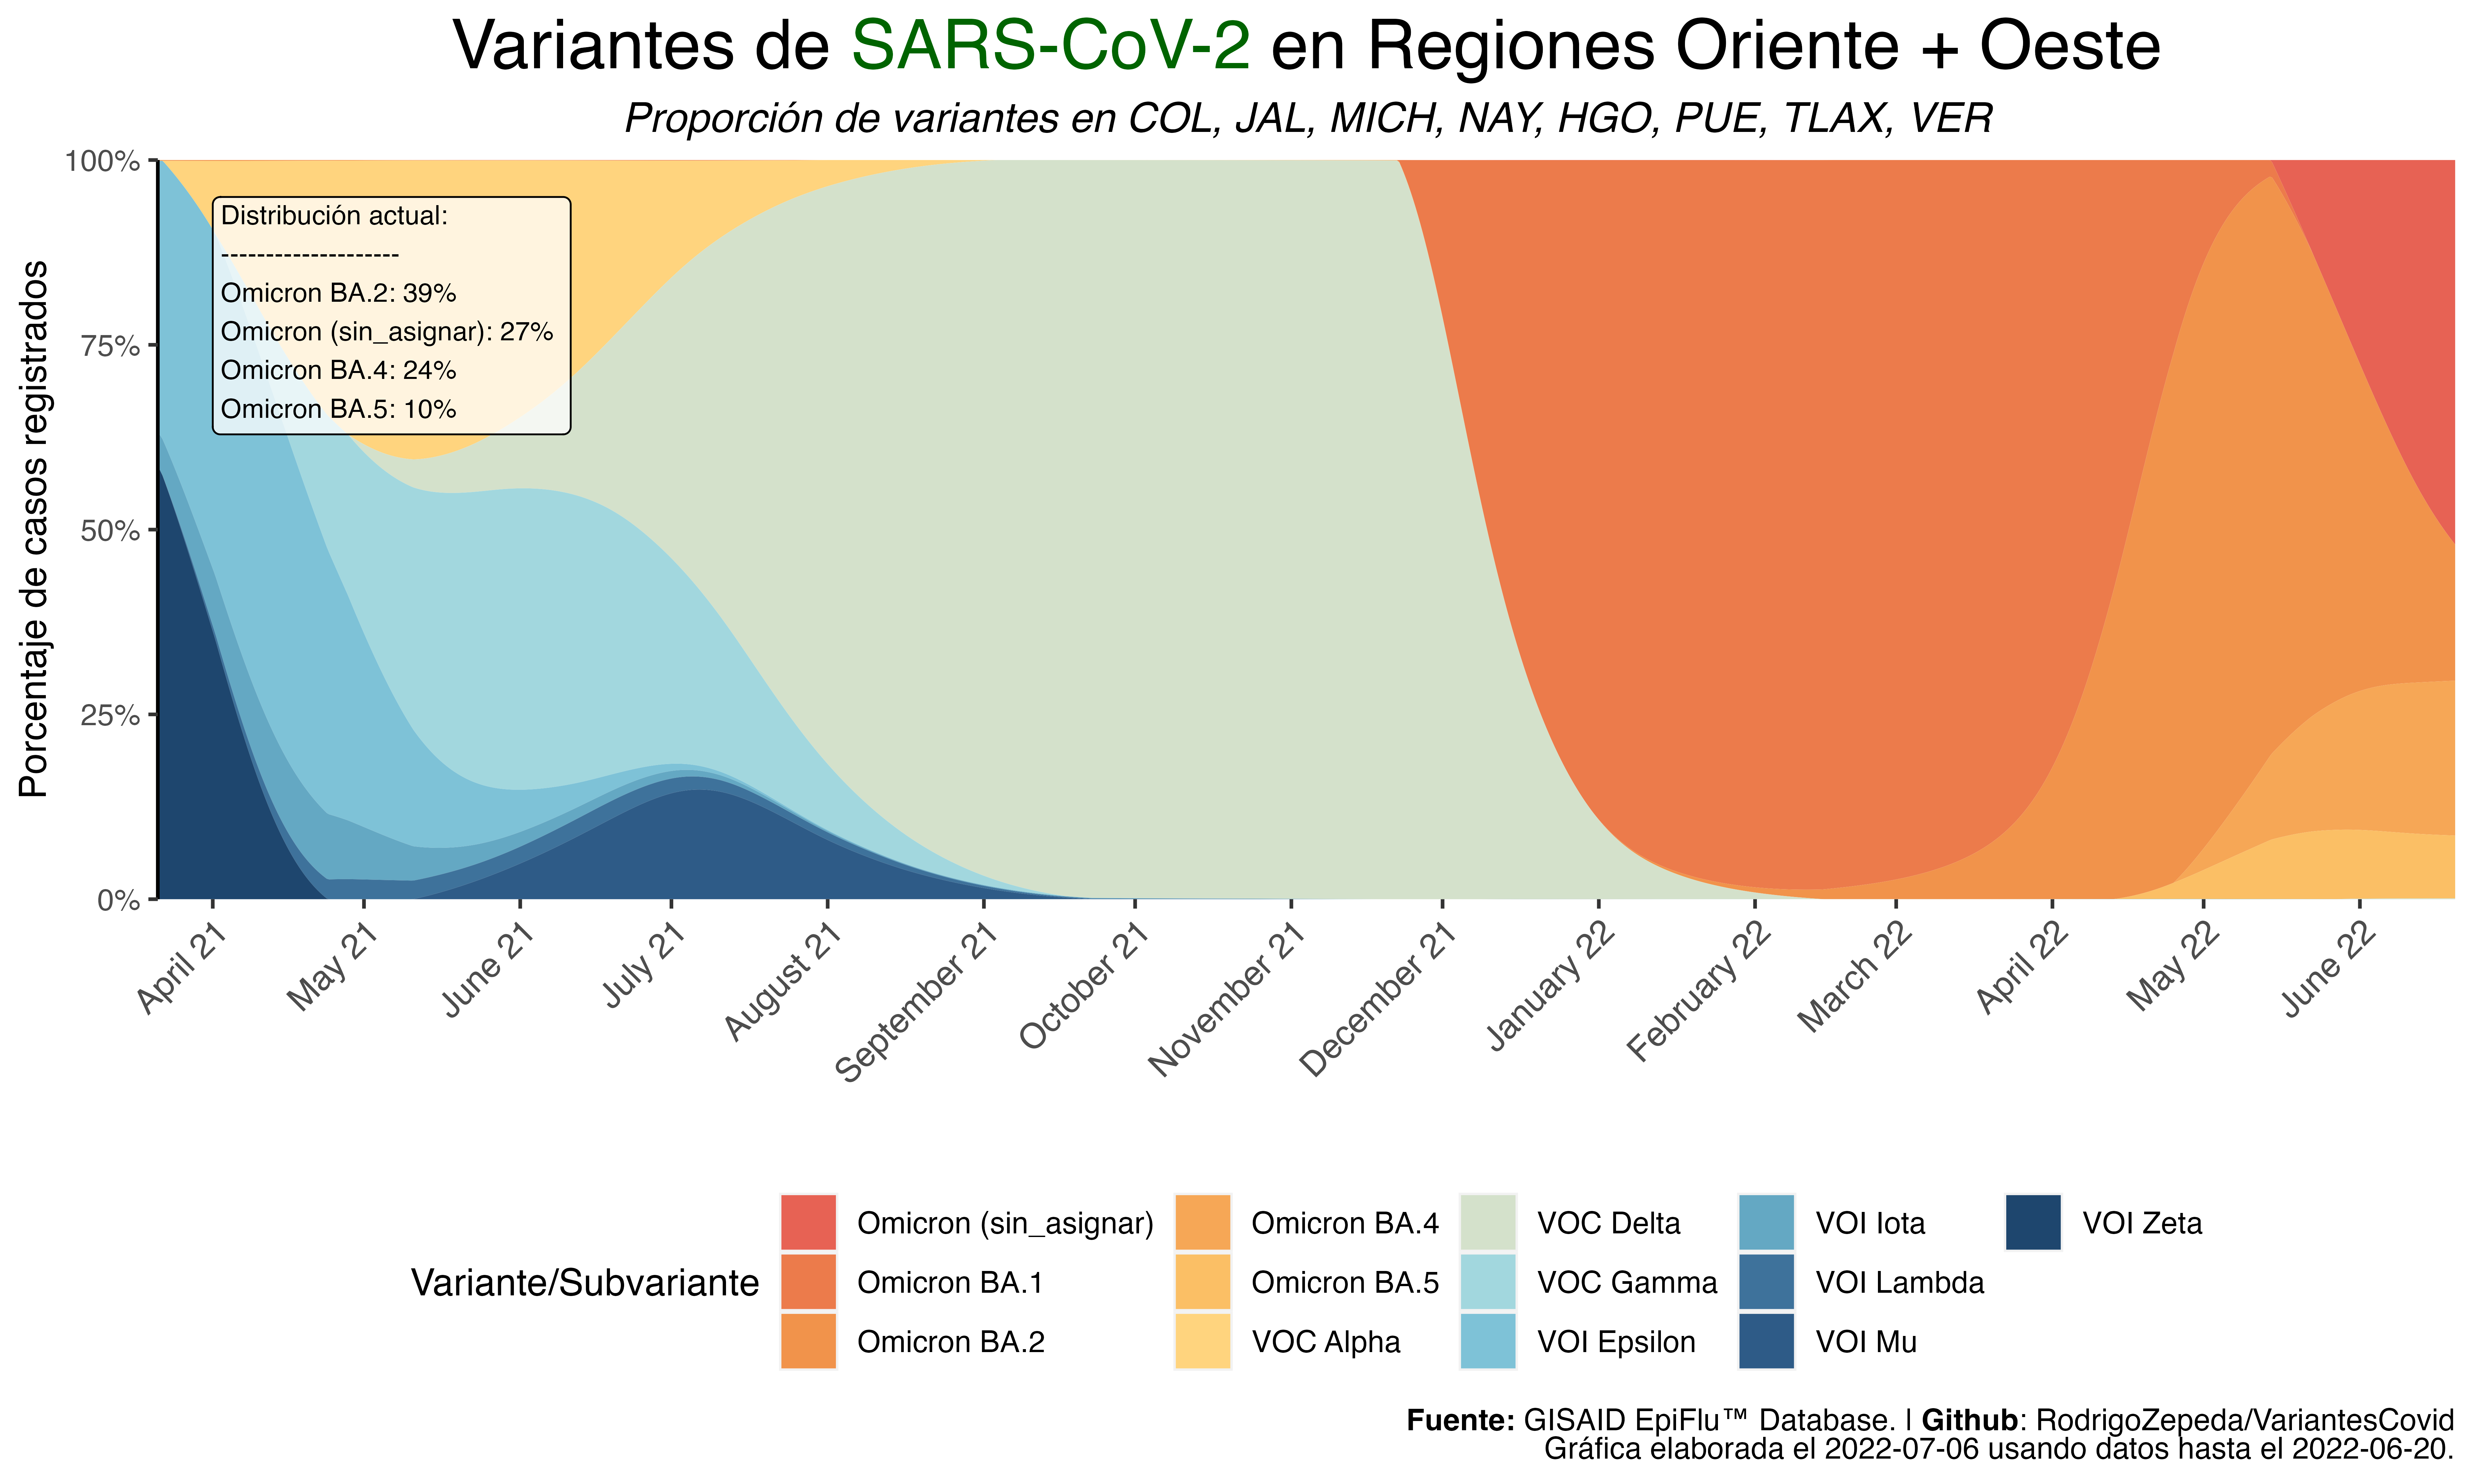 Variantes de SARS-CoV-2 en Regiones Oriente + Oeste
Proporción de variantes en COL, JAL, MICH, NAY, HGO, PUE, TLAX, VER
Porcentaje de casos registrados
100%
75%
50%
25%
0%
Distribución actual:
--------------------
Omicron BA.2: 39%
Omicron (sin_asignar): 27%
Omicron BA.4: 24%
Omicron BA.5: 10%
April 21
May 21
June 21
July 21
August 21
September 21
October 21
November 21
December 21
January 22
February 22
March 22
April 22
May 22
June 22
Variante/Subvariante
Omicron (sin_asignar)
Omicron BA.1
Omicron BA.2
Omicron BA.4
Omicron BA.5
VOC Alpha
VOC Delta
VOC Gamma
VOI Epsilon
VOI Iota
VOI Lambda
VOI Mu
VOI Zeta
Fuente: GISAID EpiFlu™ Database. | Github: RodrigoZepeda/VariantesCovid
Gráfica elaborada el 2022-07-06 usando datos hasta el 2022-06-20.